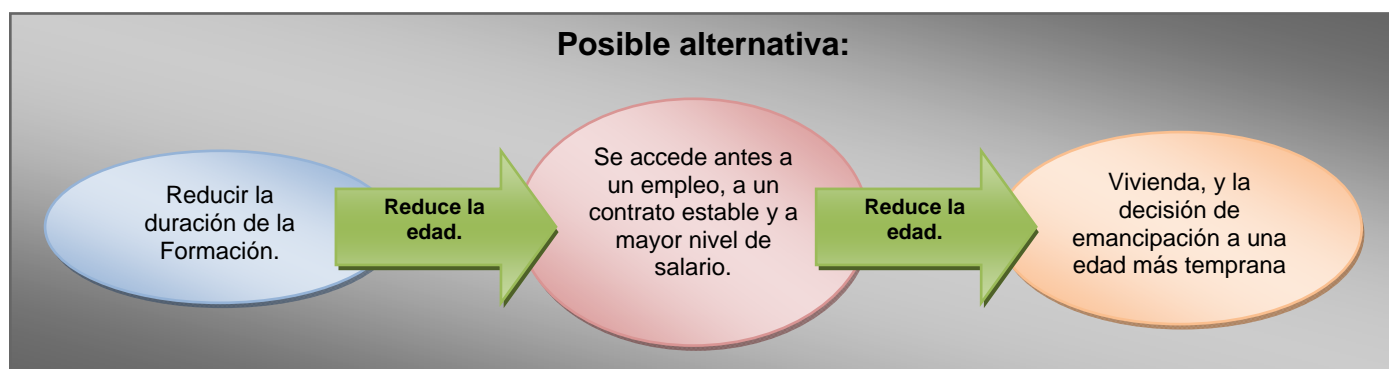 Posible alternativa:
Reducir la
duración de la
Formación.
Reduce la
edad.
Se accede antes a
un empleo, a un
contrato estable y a
mayor nivel de
salario.
Reduce la
edad.
Vivienda, y la
decisión de
emancipación a una
edad más temprana